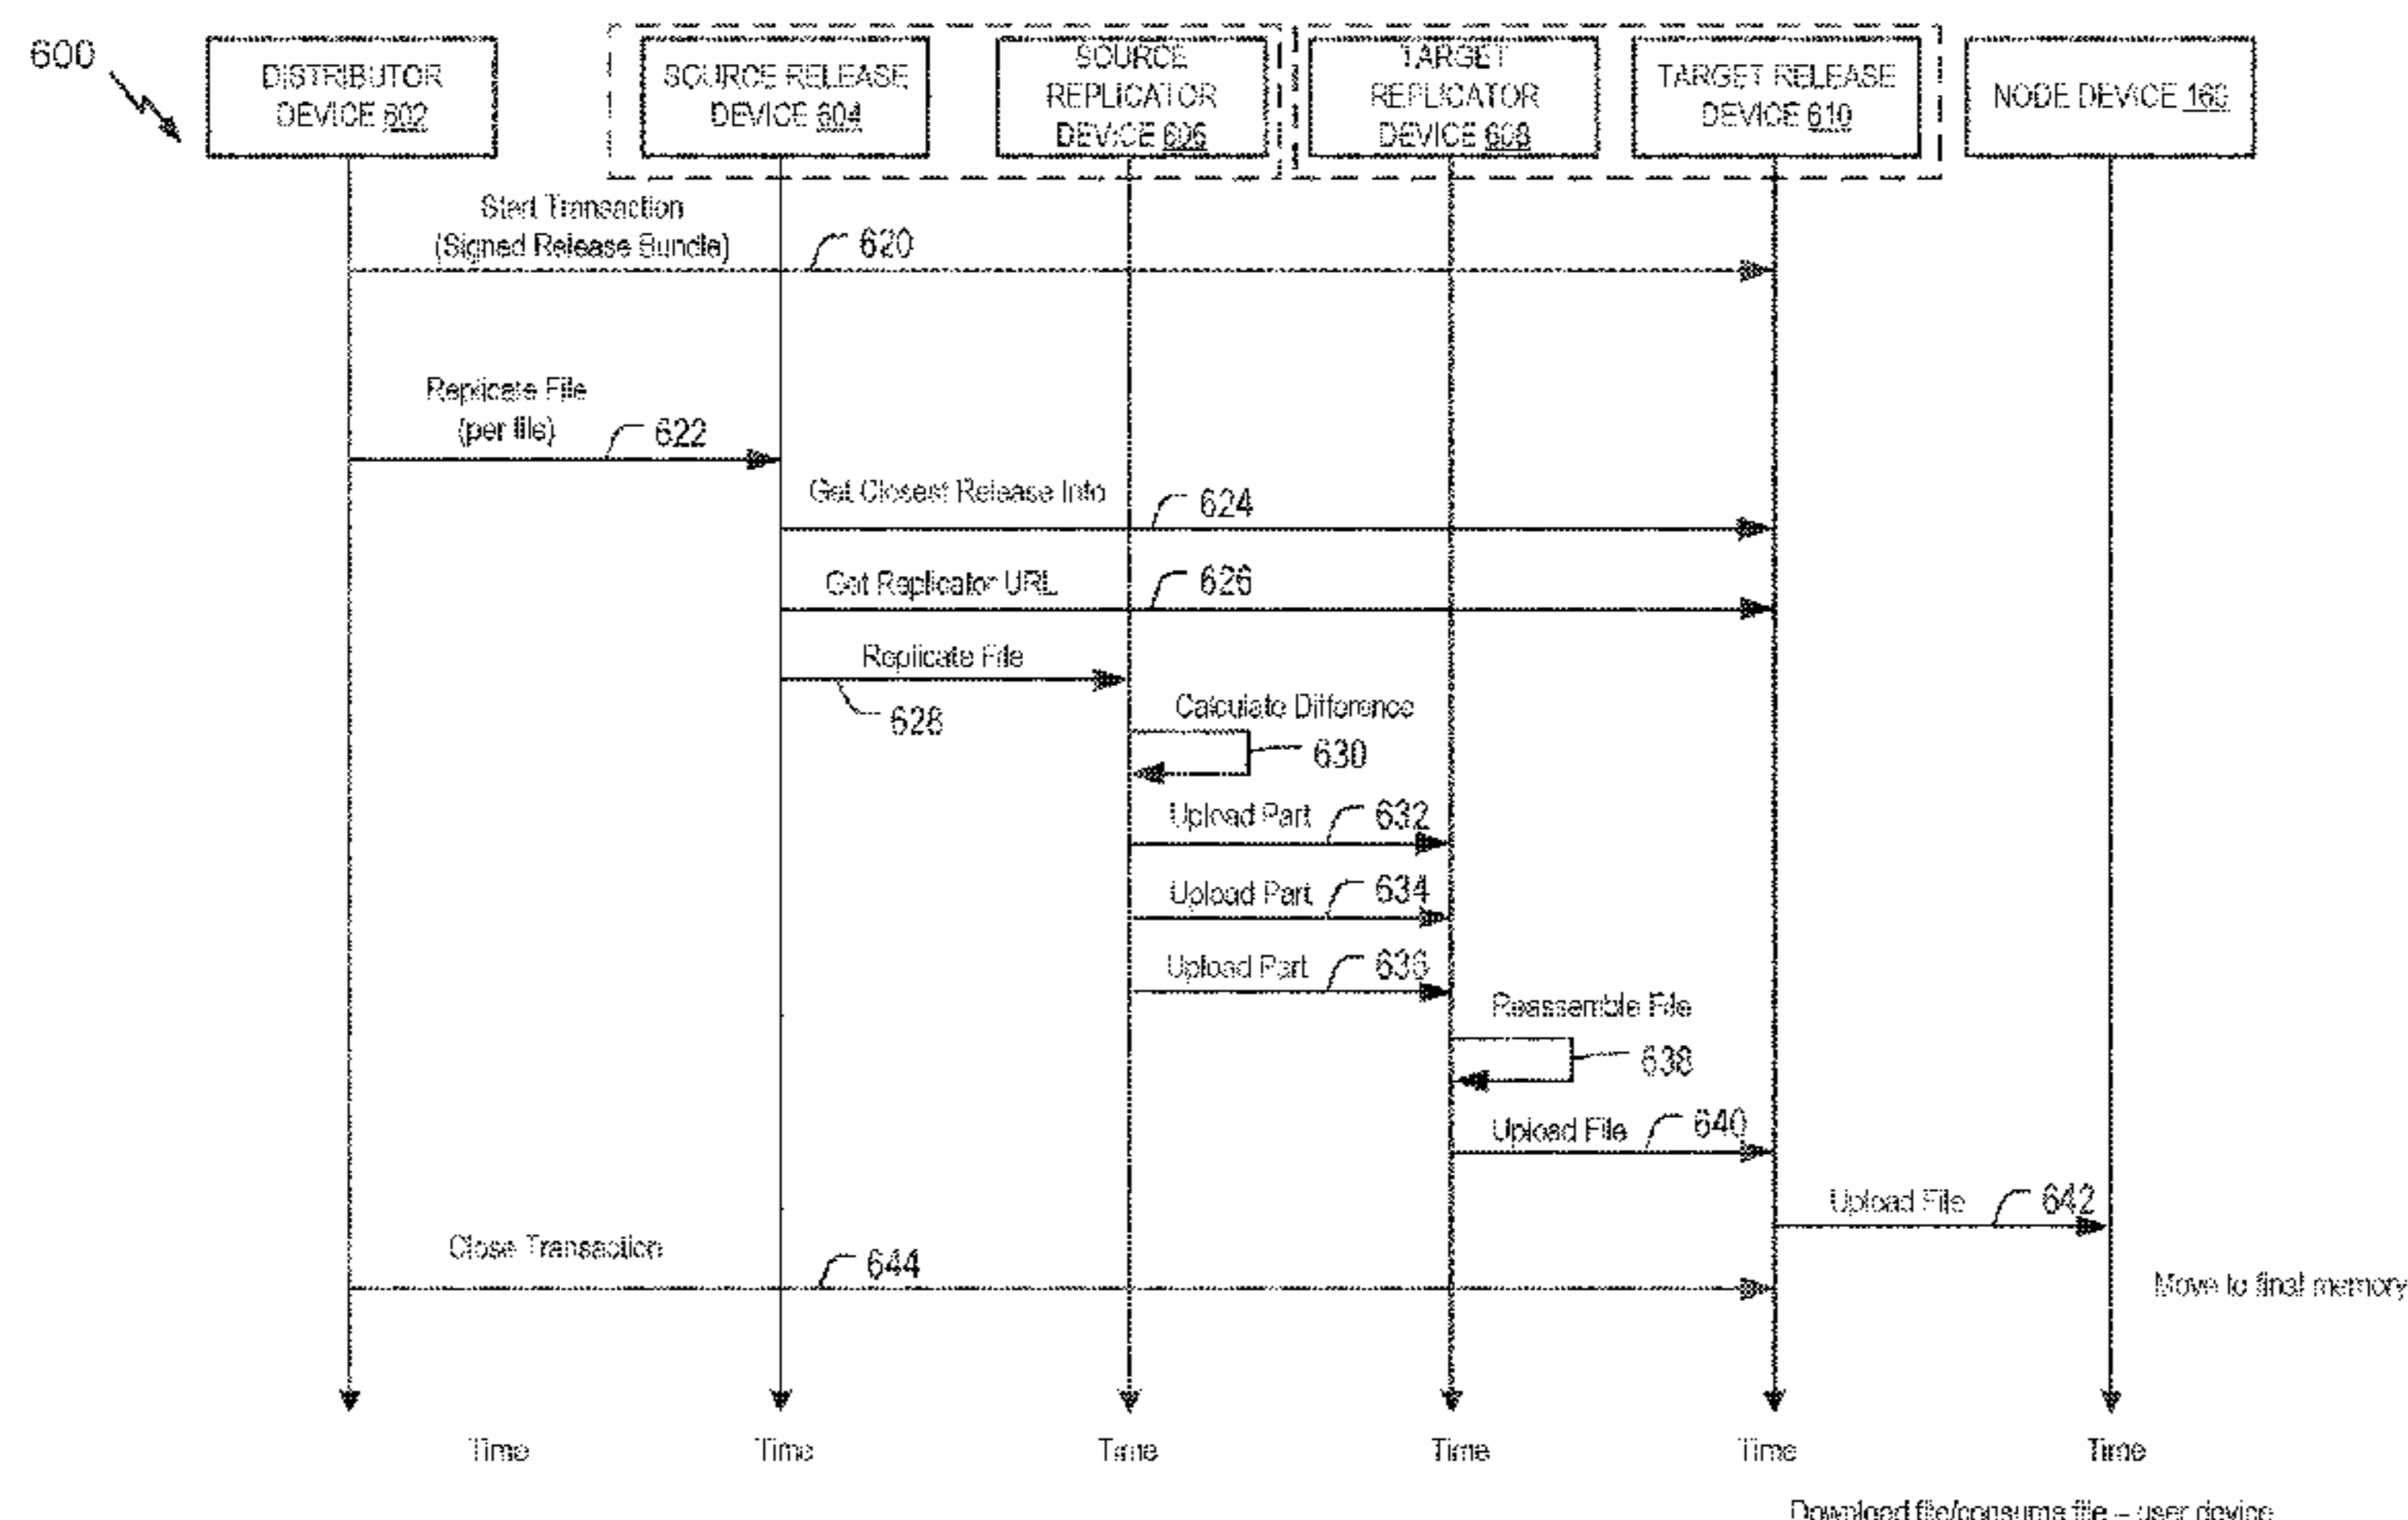 600
DISTRIBUTOR
DEVICE 602
SOURCE RELEASE
DEVICE 604
SOURCE
REPLICATOR
DEVICE 606
TARGET
REPLICATOR
DEVICE 608
TARGET RELEASE
DEVICE 610
NODE DEVICE 160
Start Transaction
(Signed Release Bundle)
620
Replicate File
(per file)
622
Get Closest Release Info
624
Get Replicator URL
626
Replicate File
628
Calculate Difference
630
Upload Part
632
Upload Part
634
Upload Part
636
Reassemble File
638
Upload File
640
Upload File
642
Close Transaction
644
Move to final memory
Time
Time
Time
Time
Time
Time
Download file/consume file – user device